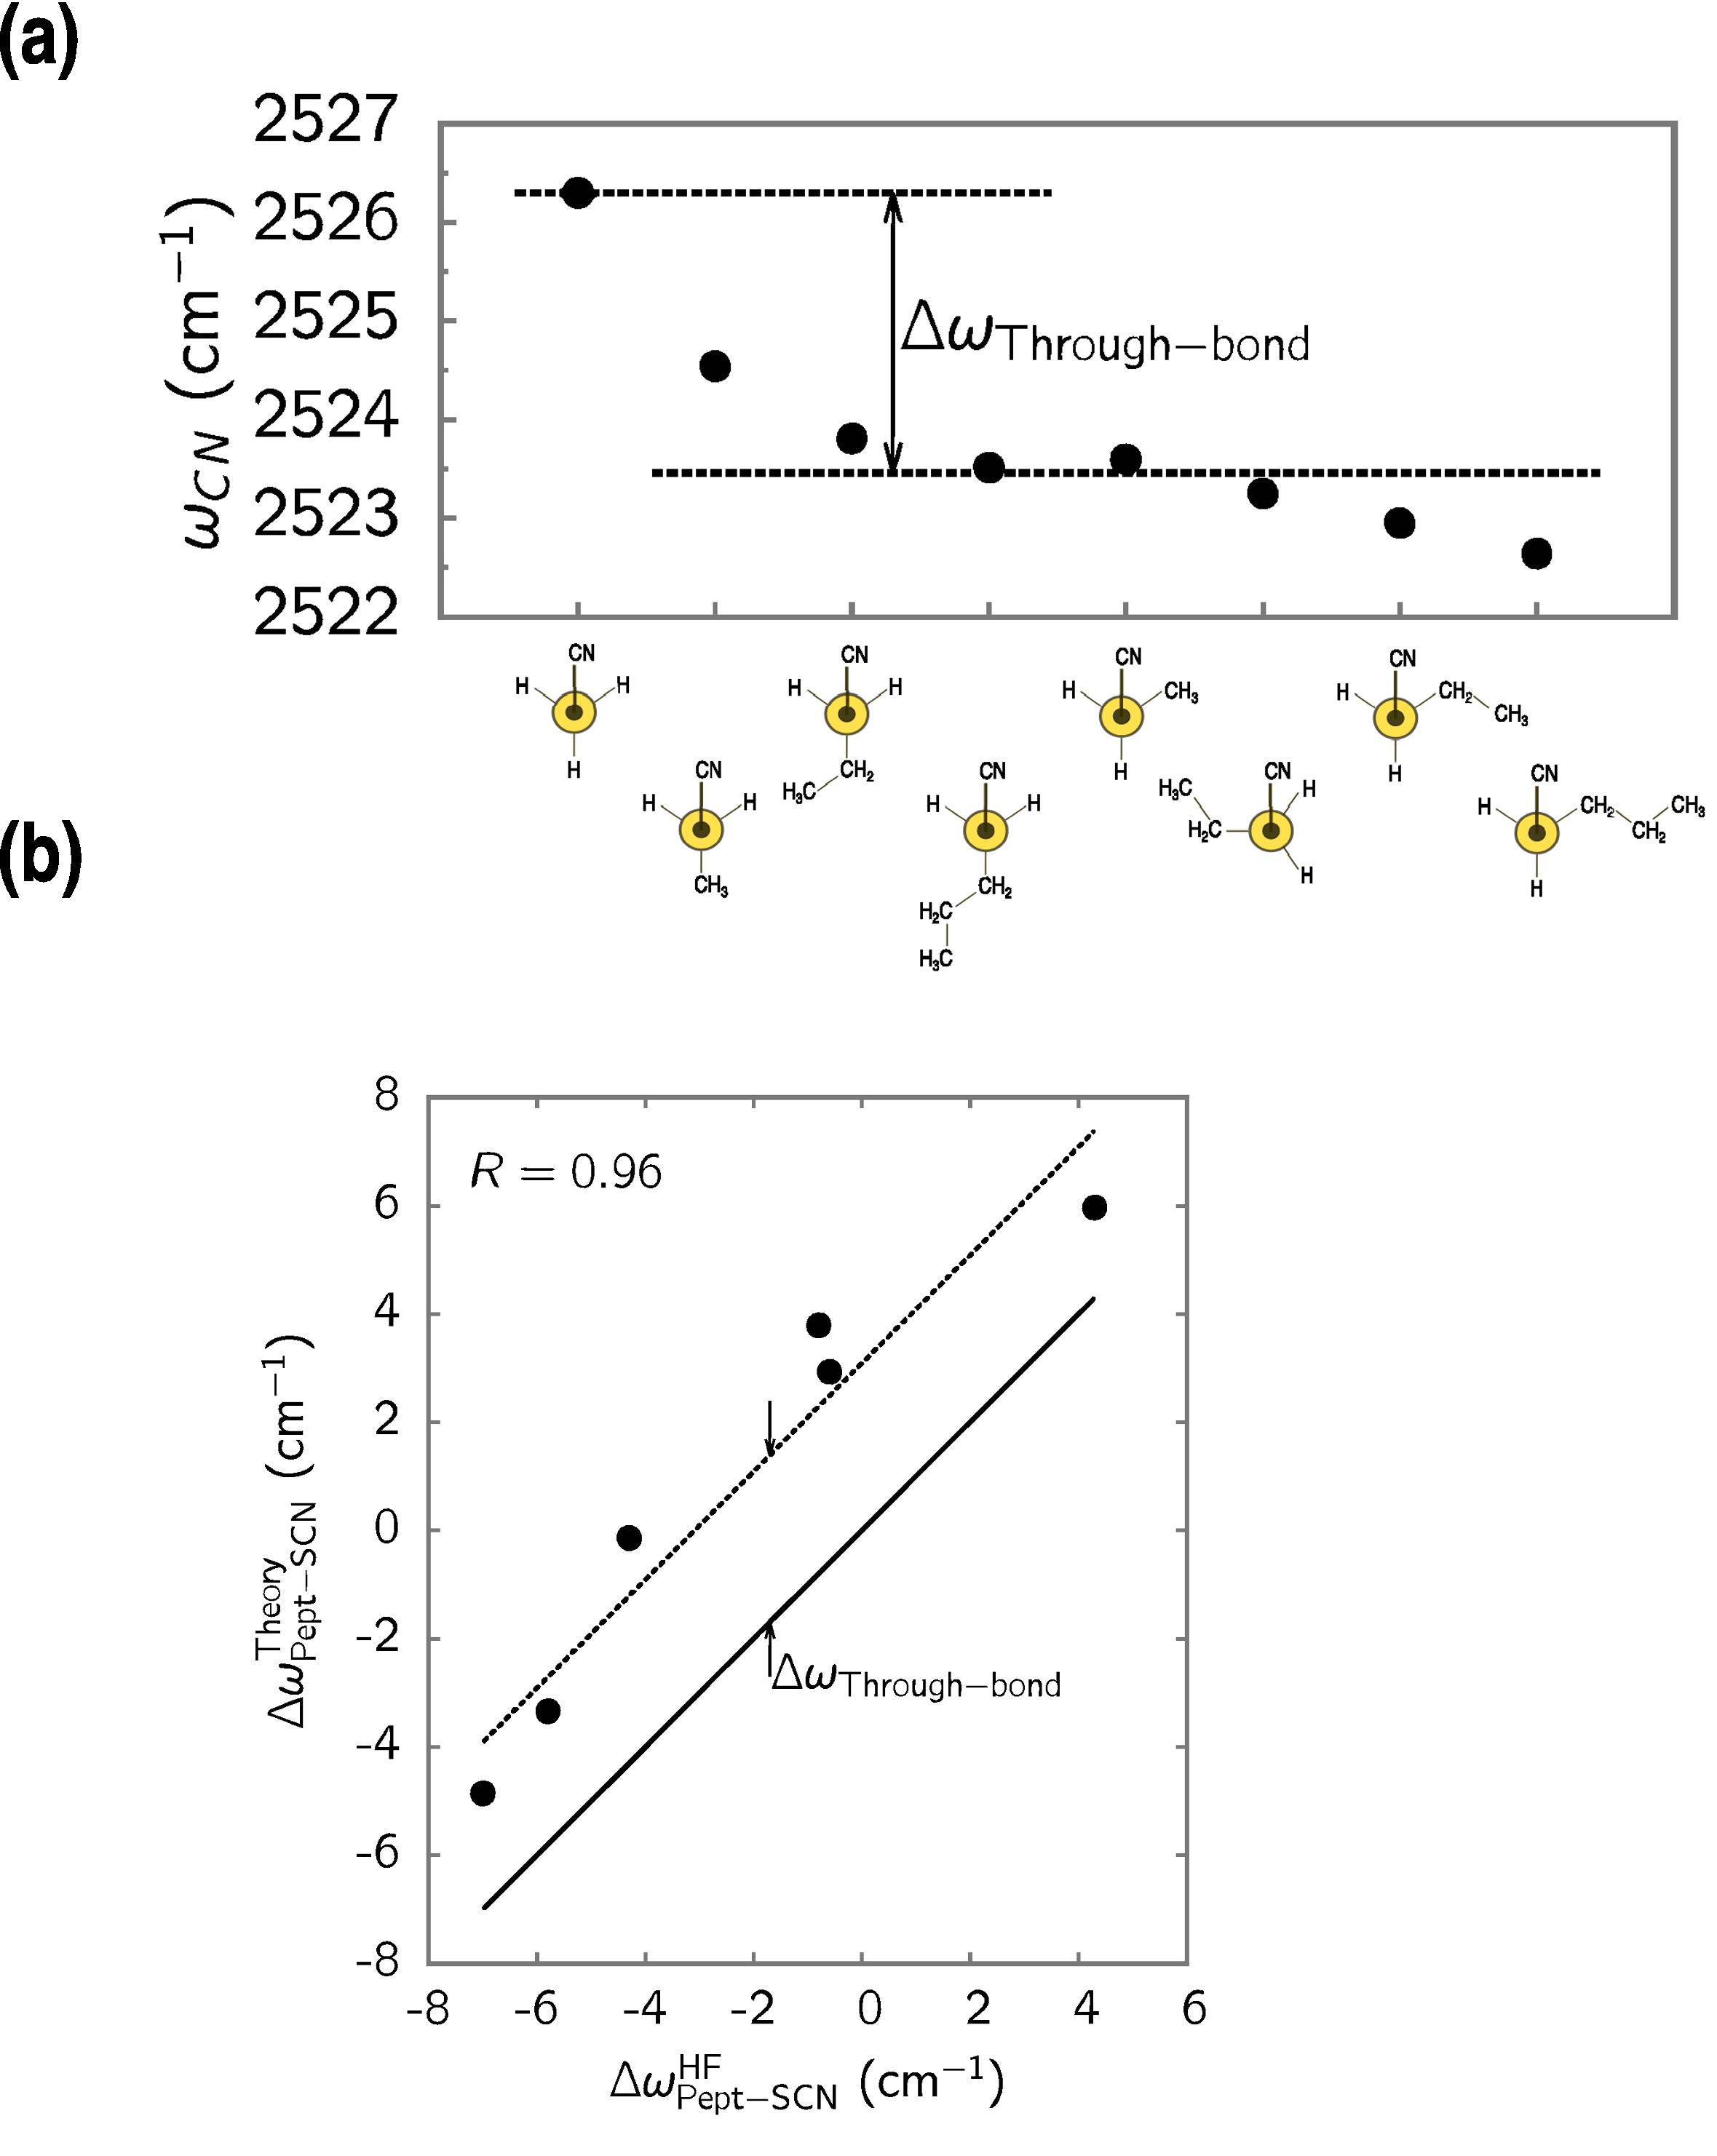 (a)
2527
2526
2525
2524
2523
2522
ω_CN (cm⁻¹)
Δω_Through−bond
CN H H H
CN H H CH₃
CN H H CH₂ H₃C
CN H H CH₂ H₂C H₃C
CN H CH₃ H
CN H₃C H₂C H H
CN H CH₂ CH₃ H
CN H CH₂ CH₂ CH₃ H
(b)
8
6
4
2
0
-2
-4
-6
-8
R = 0.96
Δω^Theory_Pept−SCN (cm⁻¹)
Δω_Through−bond
-8 -6 -4 -2 0 2 4 6
Δω^HF_Pept−SCN (cm⁻¹)